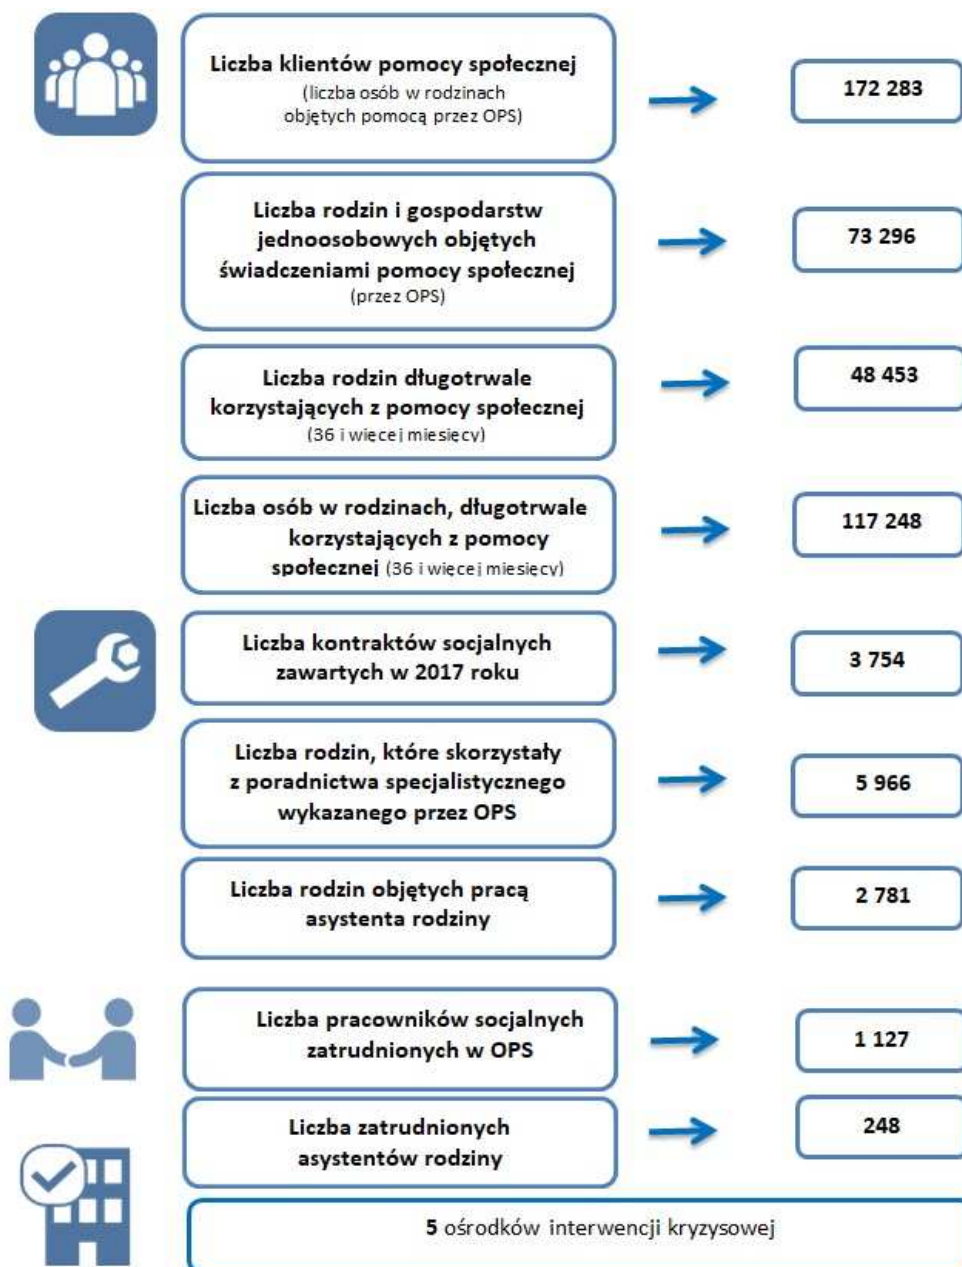 Liczba klientów pomocy społecznej
(liczba osób w rodzinach
objętych pomocą przez OPS)
172 283
Liczba rodzin i gospodarstw
jednoosobowych objętych
świadczeniami pomocy społecznej
(przez OPS)
73 296
Liczba rodzin długotrwale
korzystających z pomocy społecznej
(36 i więcej miesięcy)
48 453
Liczba osób w rodzinach, długotrwale
korzystających z pomocy
społecznej (36 i więcej miesięcy)
117 248
Liczba kontraktów socjalnych
zawartych w 2017 roku
3 754
Liczba rodzin, które skorzystały
z poradnictwa specjalistycznego
wykazanego przez OPS
5 966
Liczba rodzin objętych pracą
asystenta rodziny
2 781
Liczba pracowników socjalnych
zatrudnionych w OPS
1 127
Liczba zatrudnionych
asystentów rodziny
248
5 ośrodków interwencji kryzysowej